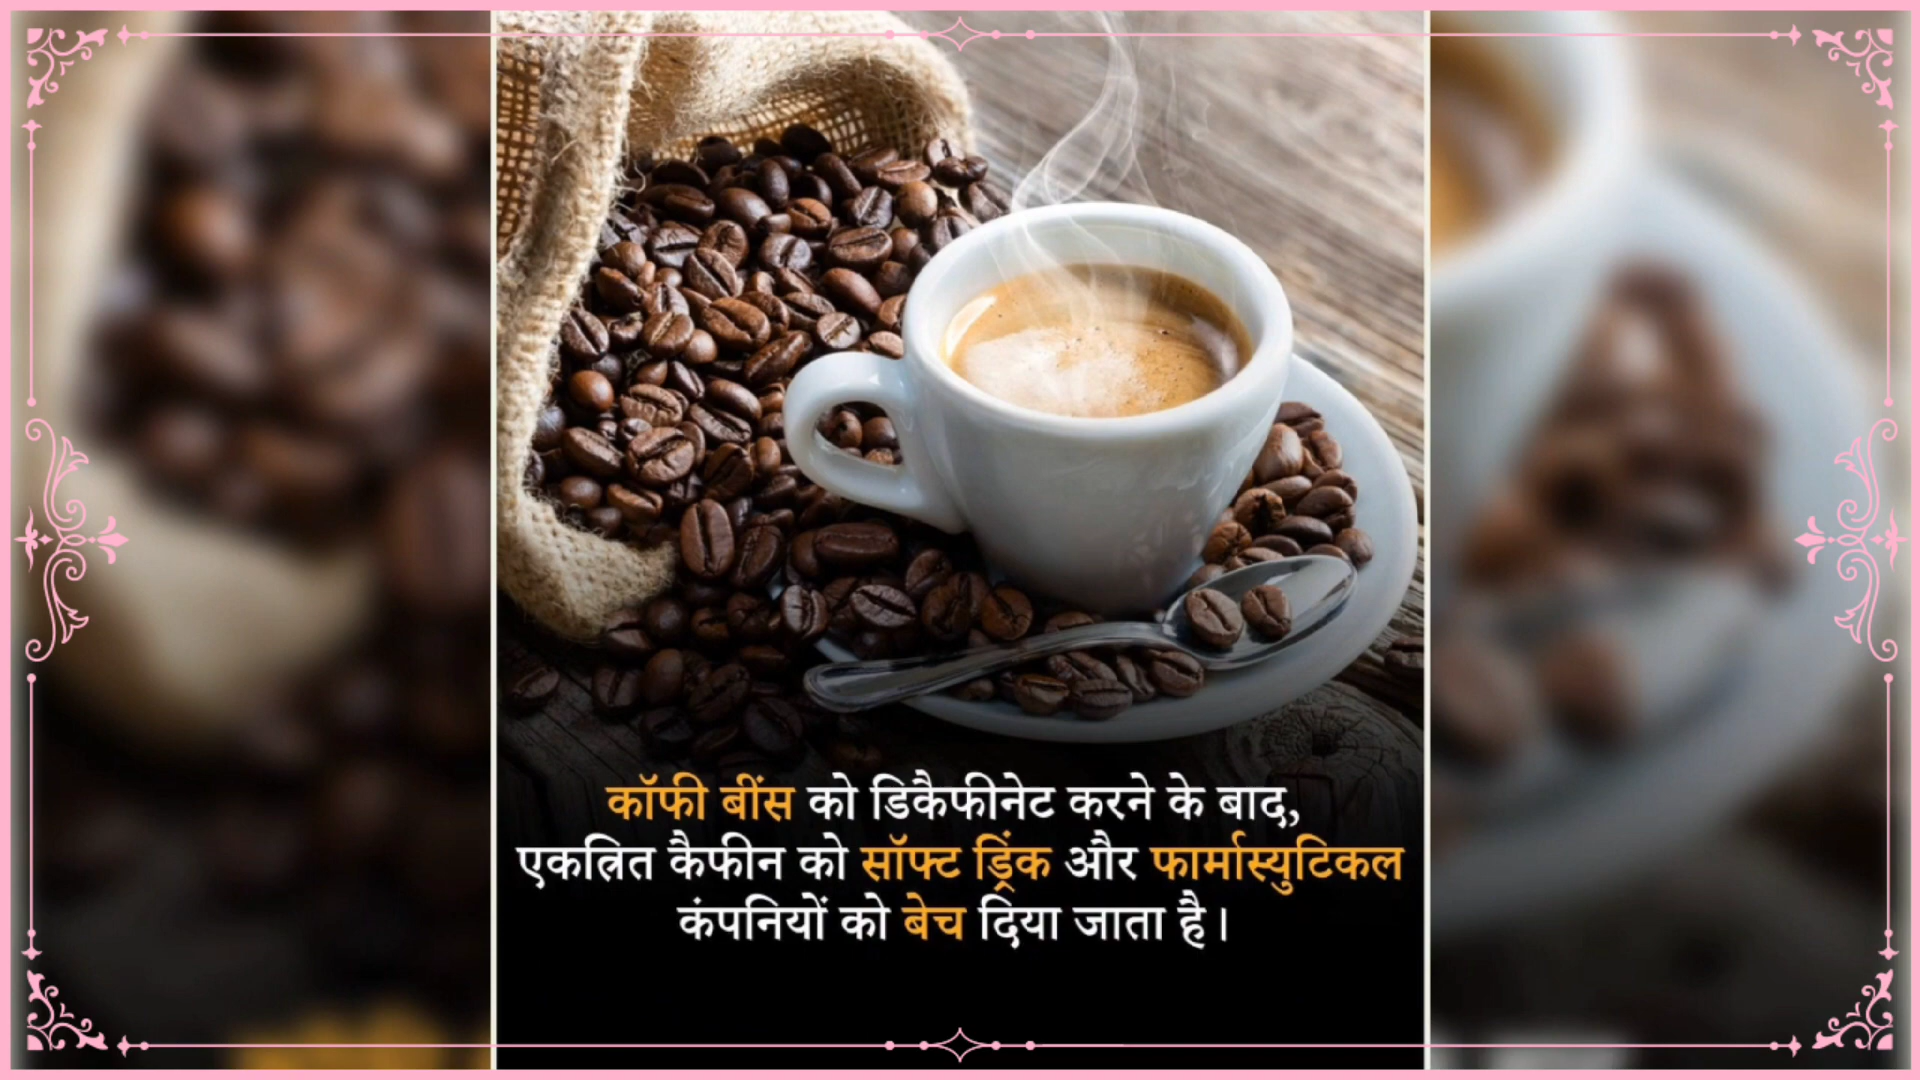 कॉफी बींस को डिकैफीनेट करने के बाद,
एकत्रित कैफीन को सॉफ्ट ड्रिंक और फार्मास्युटिकल
कंपनियों को बेच दिया जाता है।